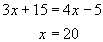 3x + 15 = 4x − 5
x = 20